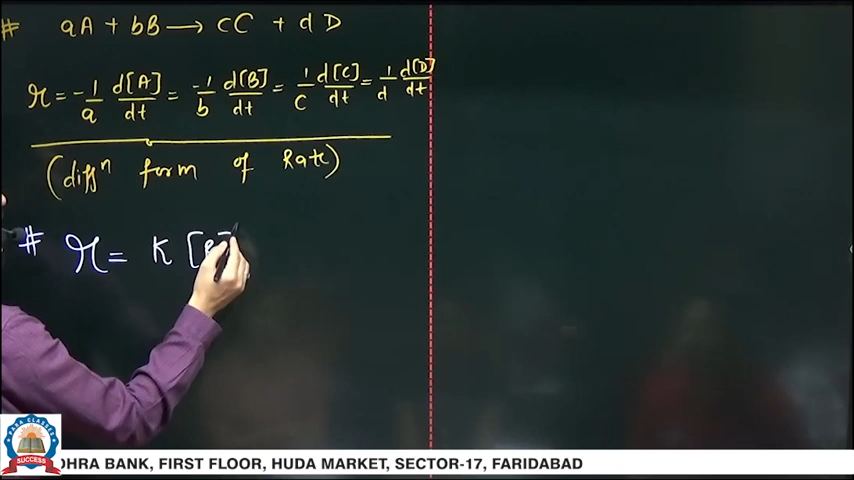 # aA + bB → cC + dD
r = -1/a d[A]/dt = -1/b d[B]/dt = 1/c d[C]/dt = 1/d d[D]/dt
(diffⁿ form of Rate)
# r = K [
SUCCESS
DHRA BANK, FIRST FLOOR, HUDA MARKET, SECTOR-17, FARIDABAD